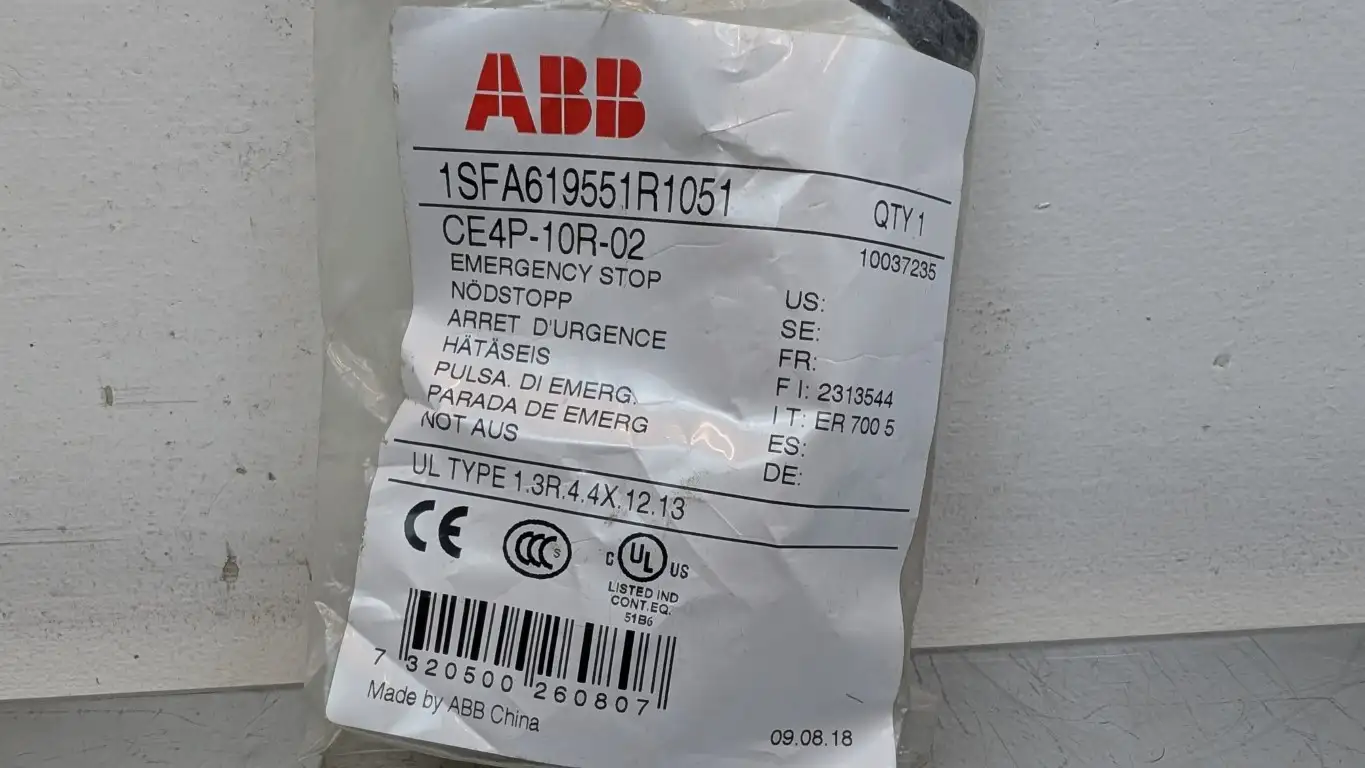 ABB
1SFA619551R1051
QTY 1
CE4P-10R-02
10037235
EMERGENCY STOP US:
NÖDSTOPP SE:
ARRET D'URGENCE FR:
HÄTÄSEIS FI: 2313544
PULSA. DI EMERG. IT: ER 700 5
PARADA DE EMERG ES:
NOT AUS DE:
UL TYPE 1.3R.4.4X.12.13
CE CCC S C UL US
LISTED IND
CONT.EQ.
51B6
7 320500 260807
Made by ABB China
09.08.18